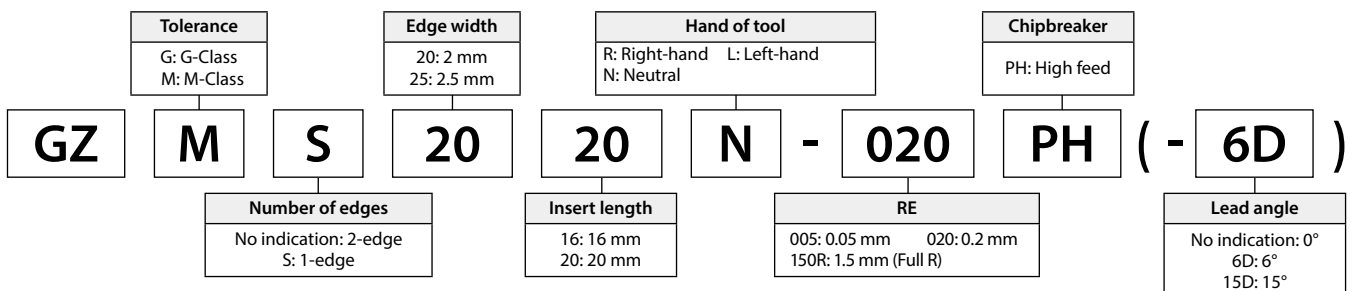 Tolerance
G: G-Class
M: M-Class
Edge width
20: 2 mm
25: 2.5 mm
Hand of tool
R: Right-hand L: Left-hand
N: Neutral
Chipbreaker
PH: High feed
GZ M S 20 20 N - 020 PH ( - 6D )
Number of edges
No indication: 2-edge
S: 1-edge
Insert length
16: 16 mm
20: 20 mm
RE
005: 0.05 mm 020: 0.2 mm
150R: 1.5 mm (Full R)
Lead angle
No indication: 0°
6D: 6°
15D: 15°